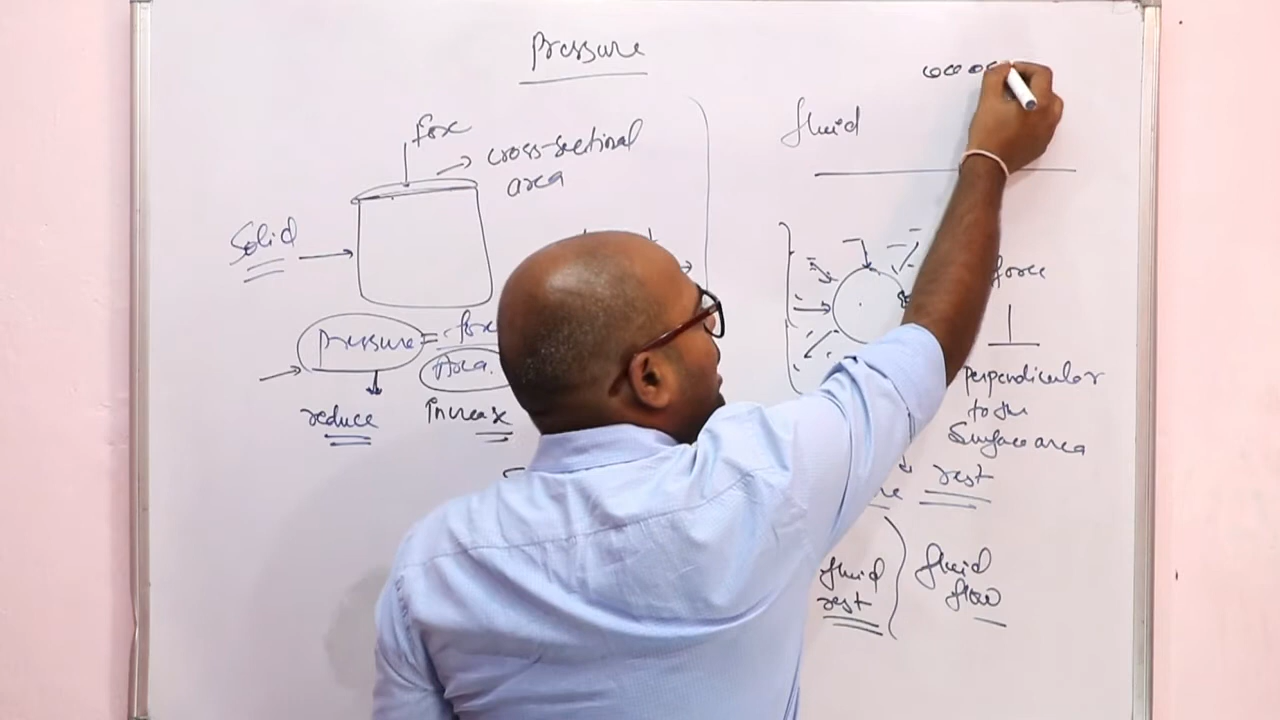 Pressure
force
cross-sectional
area
Solid
Pressure = force
Area.
reduce
increase
fluid
force
perpendicular
to the
Surface area
rest
fluid
rest
fluid
flow